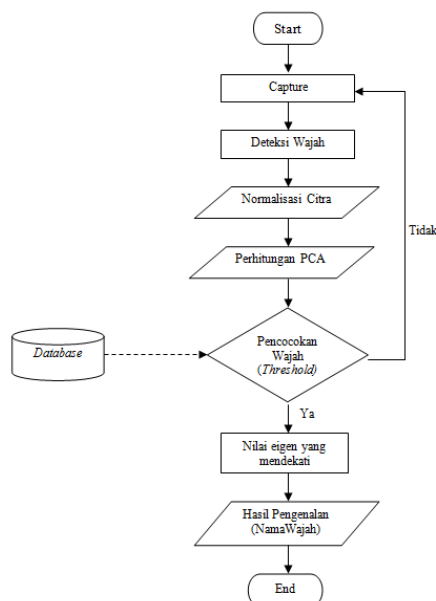 Start
Capture
Deteksi Wajah
Normalisasi Citra
Tidak
Perhitungan PCA
Pencocokan
Wajah
(Threshold)
Database
Ya
Nilai eigen yang
mendekati
Hasil Pengenalan
(NamaWajah)
End